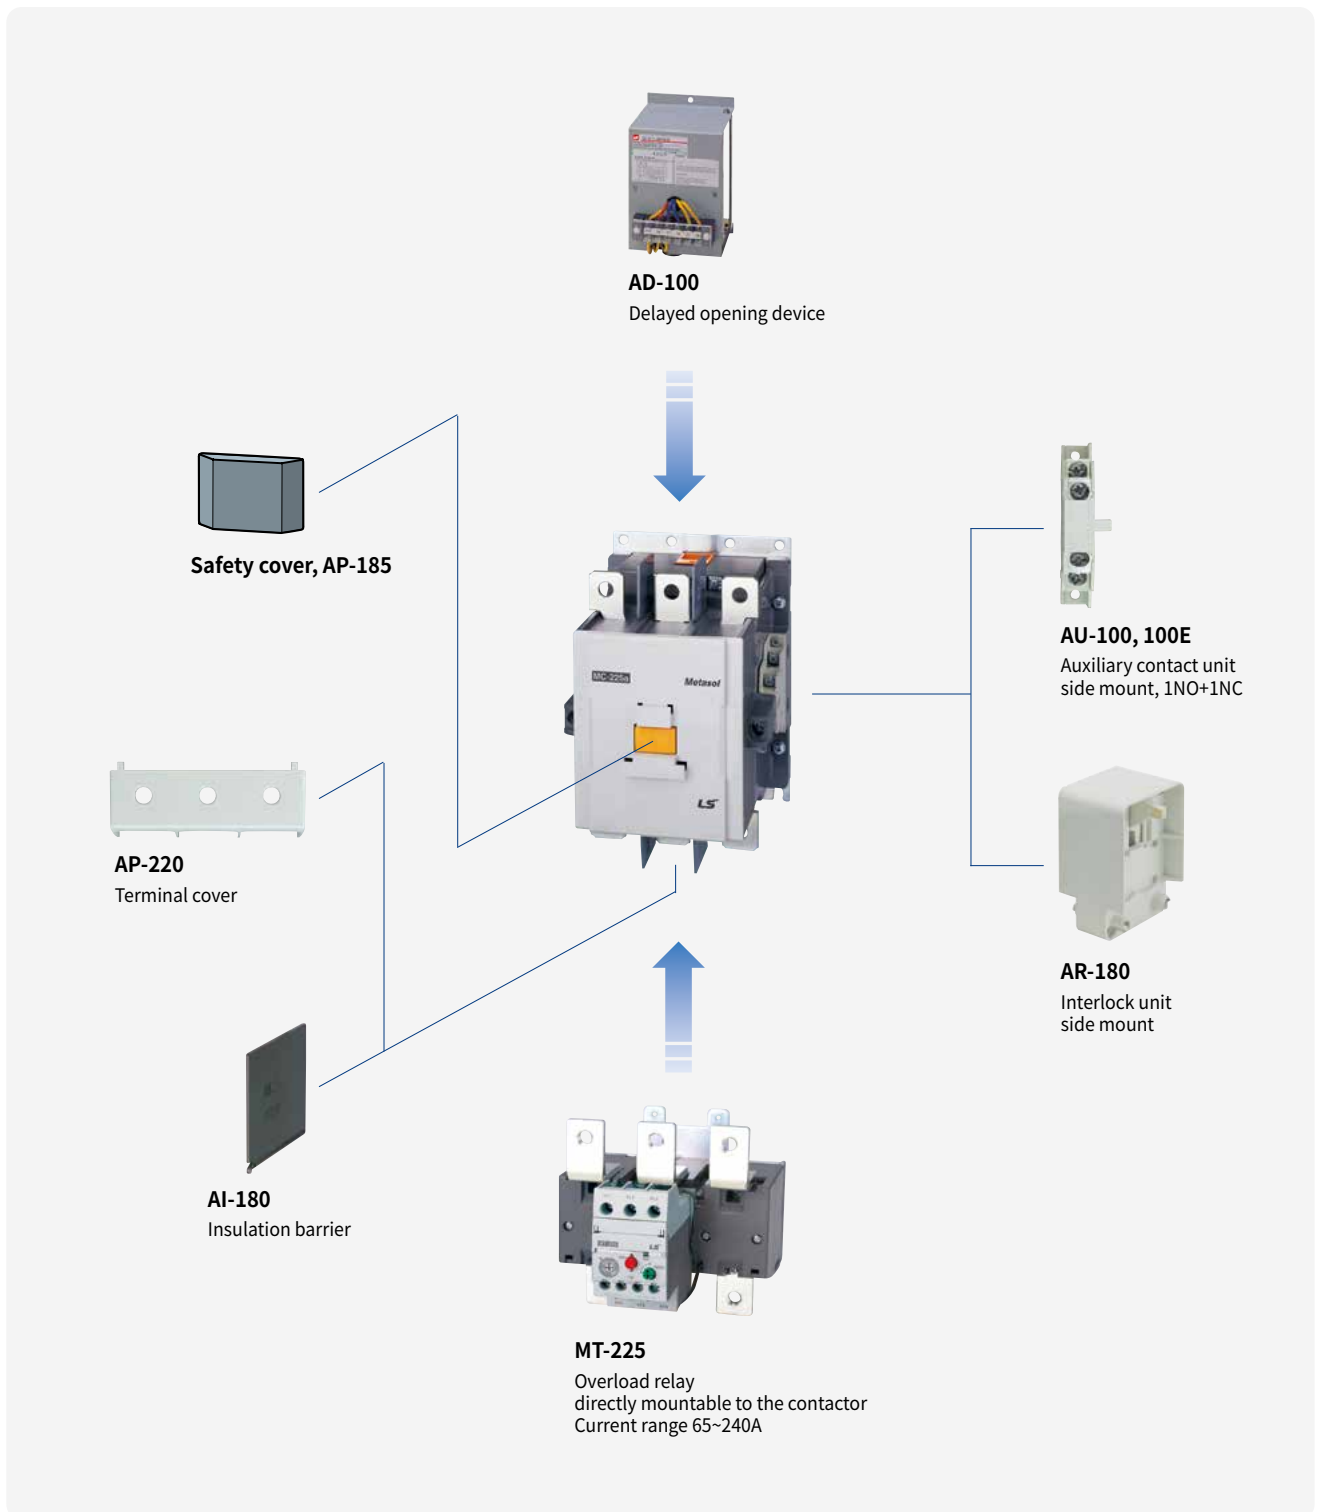 AD-100
Delayed opening device
Safety cover, AP-185
MC-225a
Metasol
LS
AU-100, 100E
Auxiliary contact unit
side mount, 1NO+1NC
AP-220
Terminal cover
AR-180
Interlock unit
side mount
AI-180
Insulation barrier
LS
MT-225
Overload relay
directly mountable to the contactor
Current range 65~240A